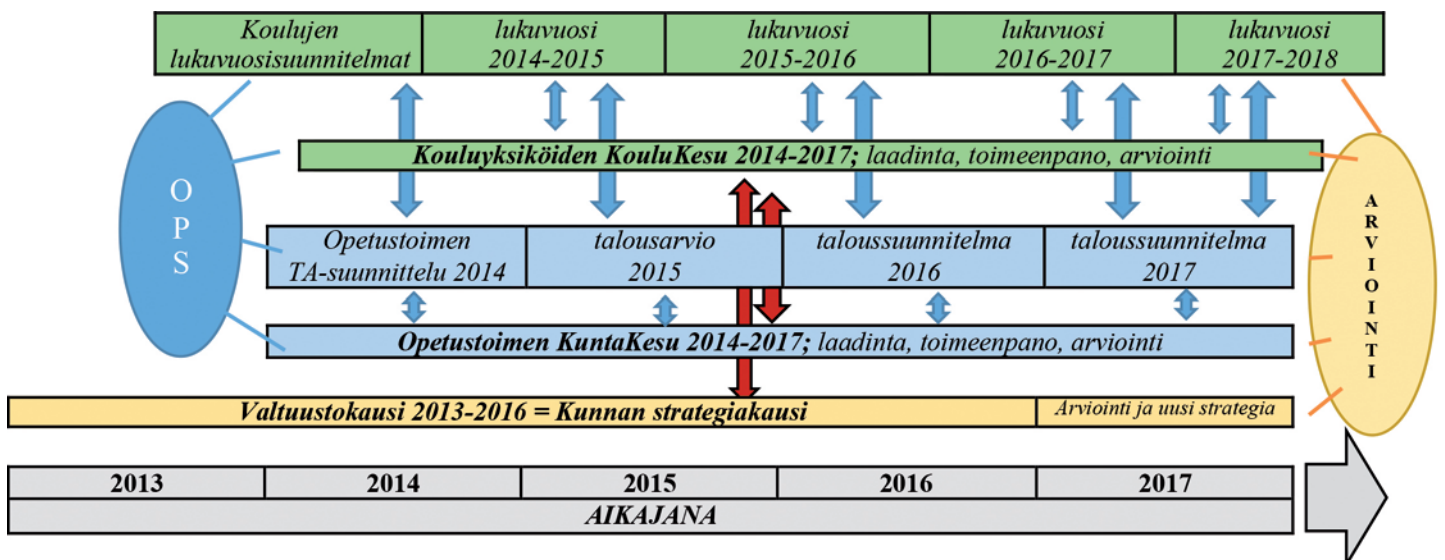 Koulujen
lukuvuosisuunnitelmat
lukuvuosi
2014-2015
lukuvuosi
2015-2016
lukuvuosi
2016-2017
lukuvuosi
2017-2018
OPS
Kouluyksiköiden KouluKesu 2014-2017; laadinta, toimeenpano, arviointi
Opetustoimen
TA-suunnittelu 2014
talousarvio
2015
taloussuunnitelma
2016
taloussuunnitelma
2017
ARVIOINTI
Opetustoimen KuntaKesu 2014-2017; laadinta, toimeenpano, arviointi
Valtuustokausi 2013-2016 = Kunnan strategiakausi
Arviointi ja uusi strategia
2013
2014
2015
2016
2017
AIKAJANA